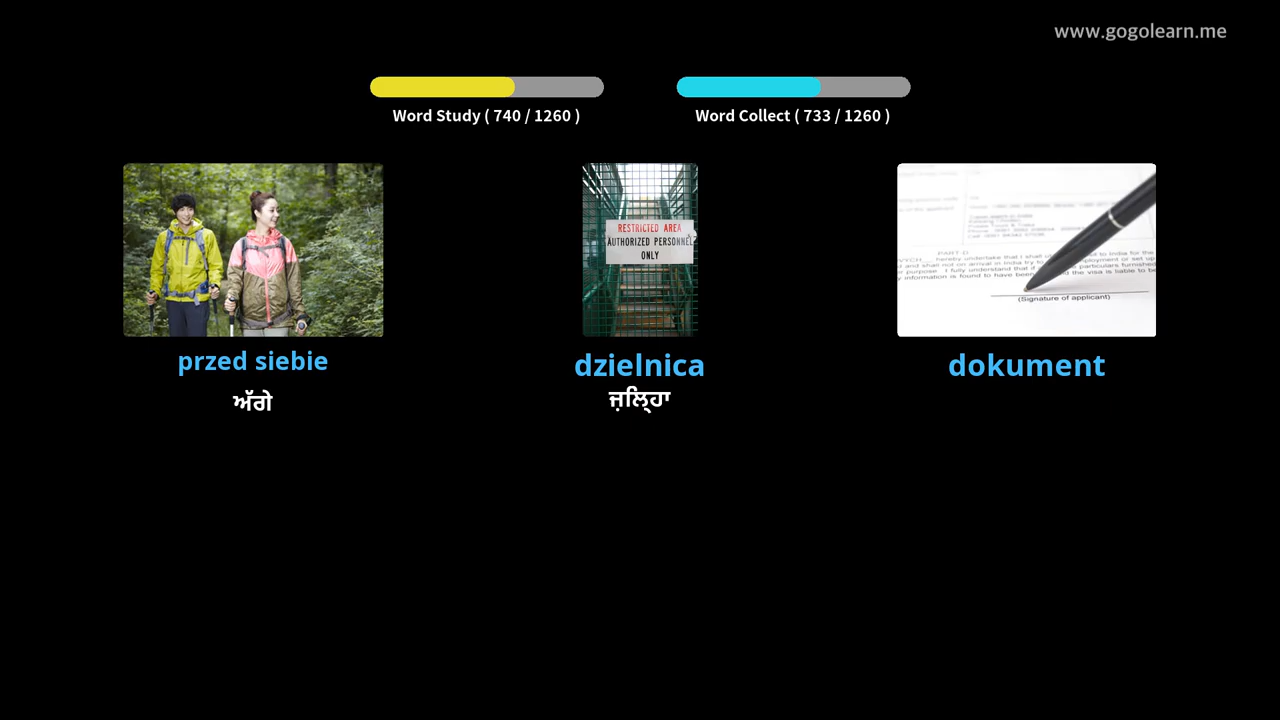 www.gogolearn.me
Word Study ( 740 / 1260 )
Word Collect ( 733 / 1260 )
RESTRICTED AREA
AUTHORIZED PERSONNEL
ONLY
PART D
(Signature of applicant)
przed siebie
dzielnica
dokument
ਅੱਗੇ
ਜ਼ਲਿ੍ਹਾ